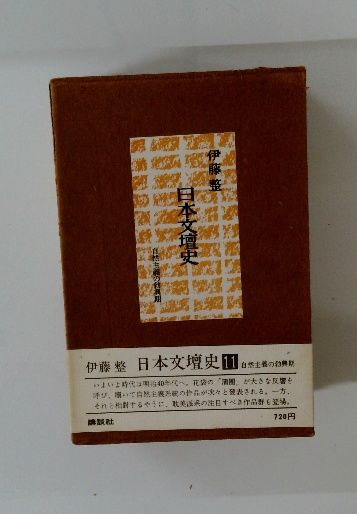 伊藤整
日本文壇史
自然主義の勃興期
伊藤 整 日本文壇史 11 自然主義の勃興期
いよいよ時代は明治40年代へ。花袋の「蒲團」が大きな反響を
呼び、續いて自然主義系統の作品が次々と發表される。一方、
それと相對するやうに、耽美派系の注目すべき作品群も登場。
講談社
720円